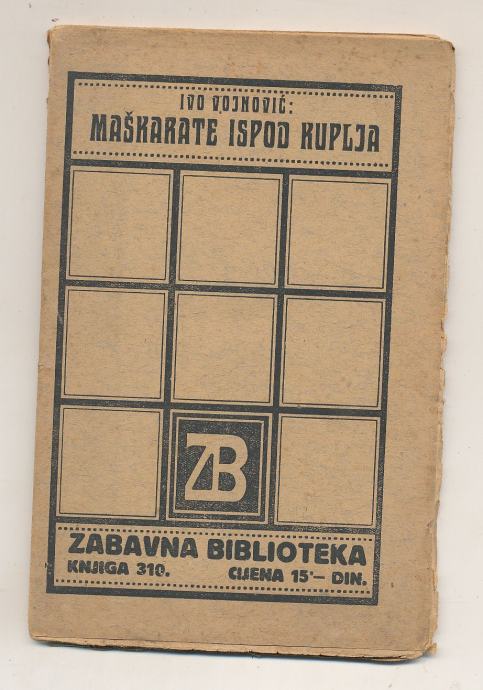 IVO VOJNOVIĆ:
MAŠKARATE ISPOD KUPLJA
ZB
ZABAVNA BIBLIOTEKA
KNJIGA 310. CIJENA 15·— DIN.